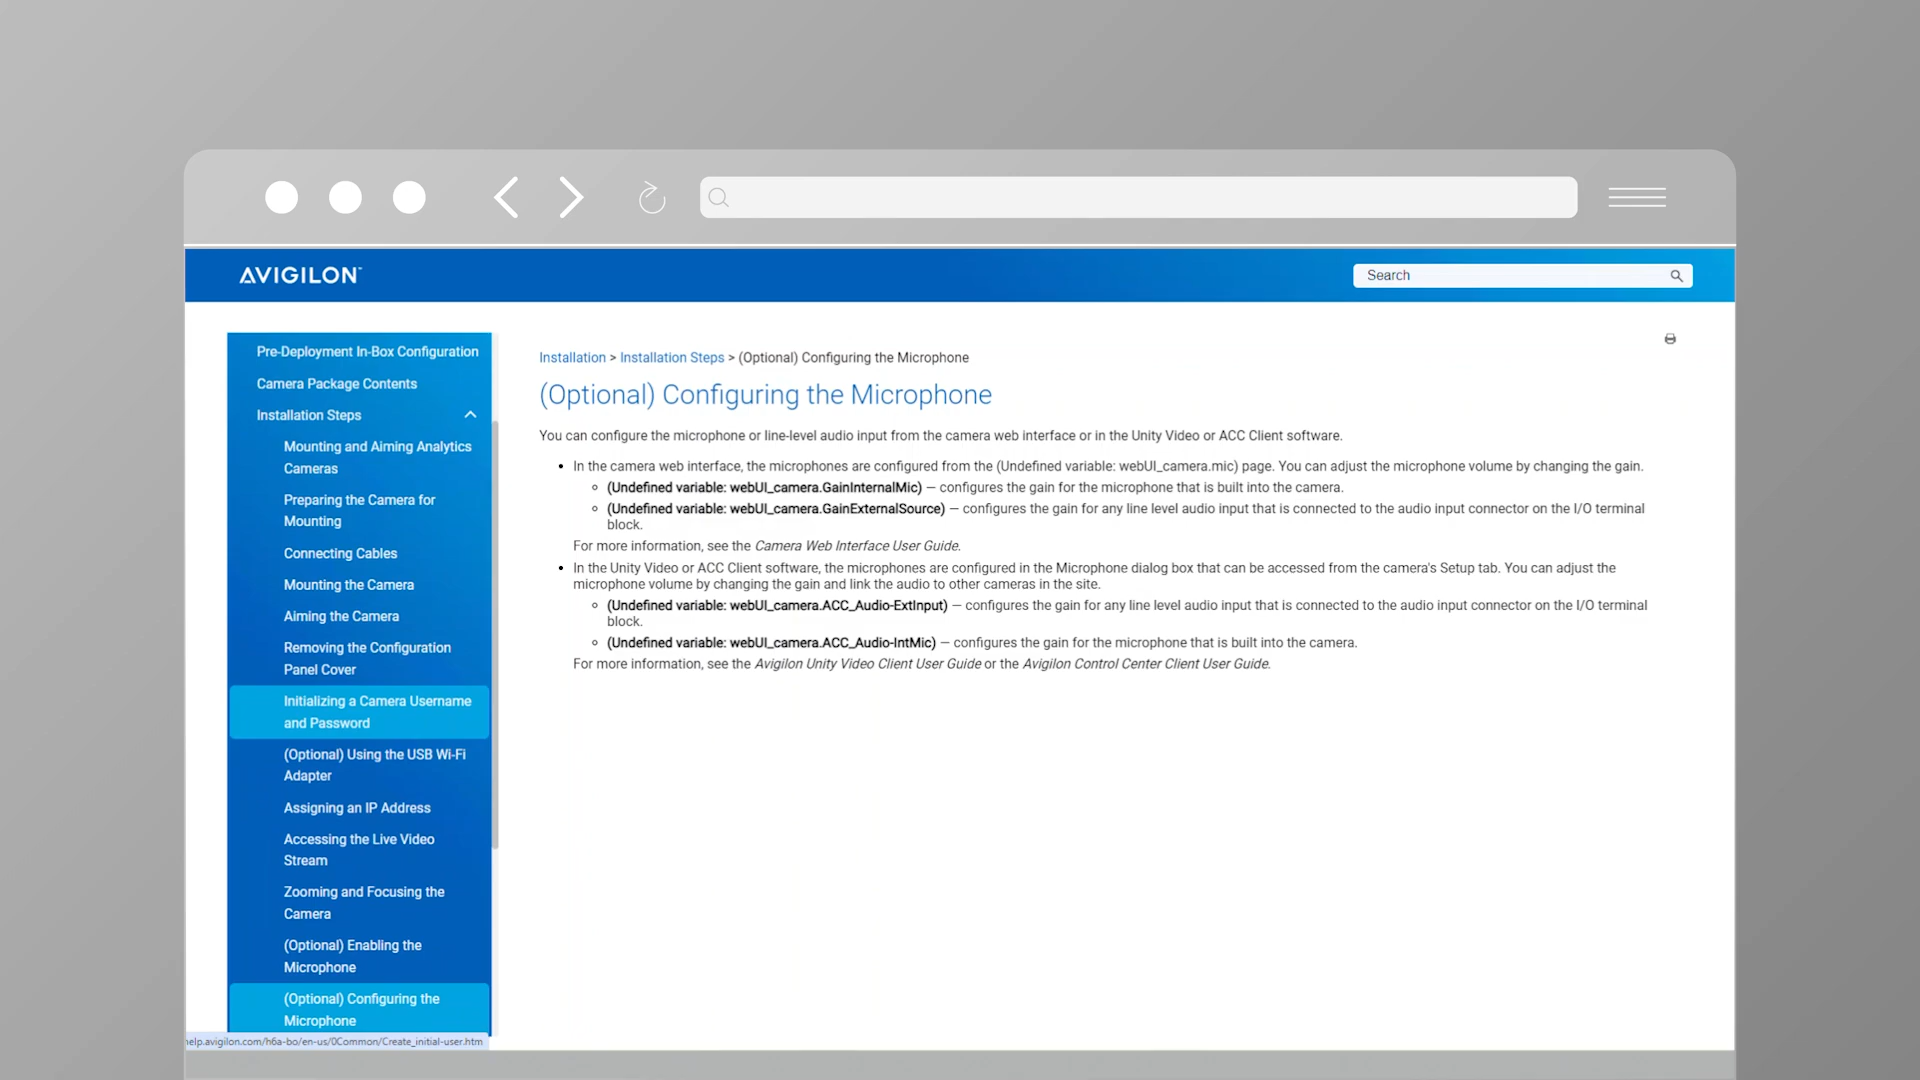 AVIGILON
Search
Pre-Deployment In-Box Configuration
Camera Package Contents
Installation Steps
Mounting and Aiming Analytics
Cameras
Preparing the Camera for
Mounting
Connecting Cables
Mounting the Camera
Aiming the Camera
Removing the Configuration
Panel Cover
Initializing a Camera Username
and Password
(Optional) Using the USB Wi-Fi
Adapter
Assigning an IP Address
Accessing the Live Video
Stream
Zooming and Focusing the
Camera
(Optional) Enabling the
Microphone
(Optional) Configuring the
Microphone
help.avigilon.com/h6a-bo/en-us/0Common/Create_initial-user.htm
Installation > Installation Steps > (Optional) Configuring the Microphone
(Optional) Configuring the Microphone
You can configure the microphone or line-level audio input from the camera web interface or in the Unity Video or ACC Client software.
• In the camera web interface, the microphones are configured from the (Undefined variable: webUI_camera.mic) page. You can adjust the microphone volume by changing the gain.
◦ (Undefined variable: webUI_camera.GainInternalMic) — configures the gain for the microphone that is built into the camera.
◦ (Undefined variable: webUI_camera.GainExternalSource) — configures the gain for any line level audio input that is connected to the audio input connector on the I/O terminal
block.
For more information, see the Camera Web Interface User Guide.
• In the Unity Video or ACC Client software, the microphones are configured in the Microphone dialog box that can be accessed from the camera's Setup tab. You can adjust the
microphone volume by changing the gain and link the audio to other cameras in the site.
◦ (Undefined variable: webUI_camera.ACC_Audio-ExtInput) — configures the gain for any line level audio input that is connected to the audio input connector on the I/O terminal
block.
◦ (Undefined variable: webUI_camera.ACC_Audio-IntMic) — configures the gain for the microphone that is built into the camera.
For more information, see the Avigilon Unity Video Client User Guide or the Avigilon Control Center Client User Guide.